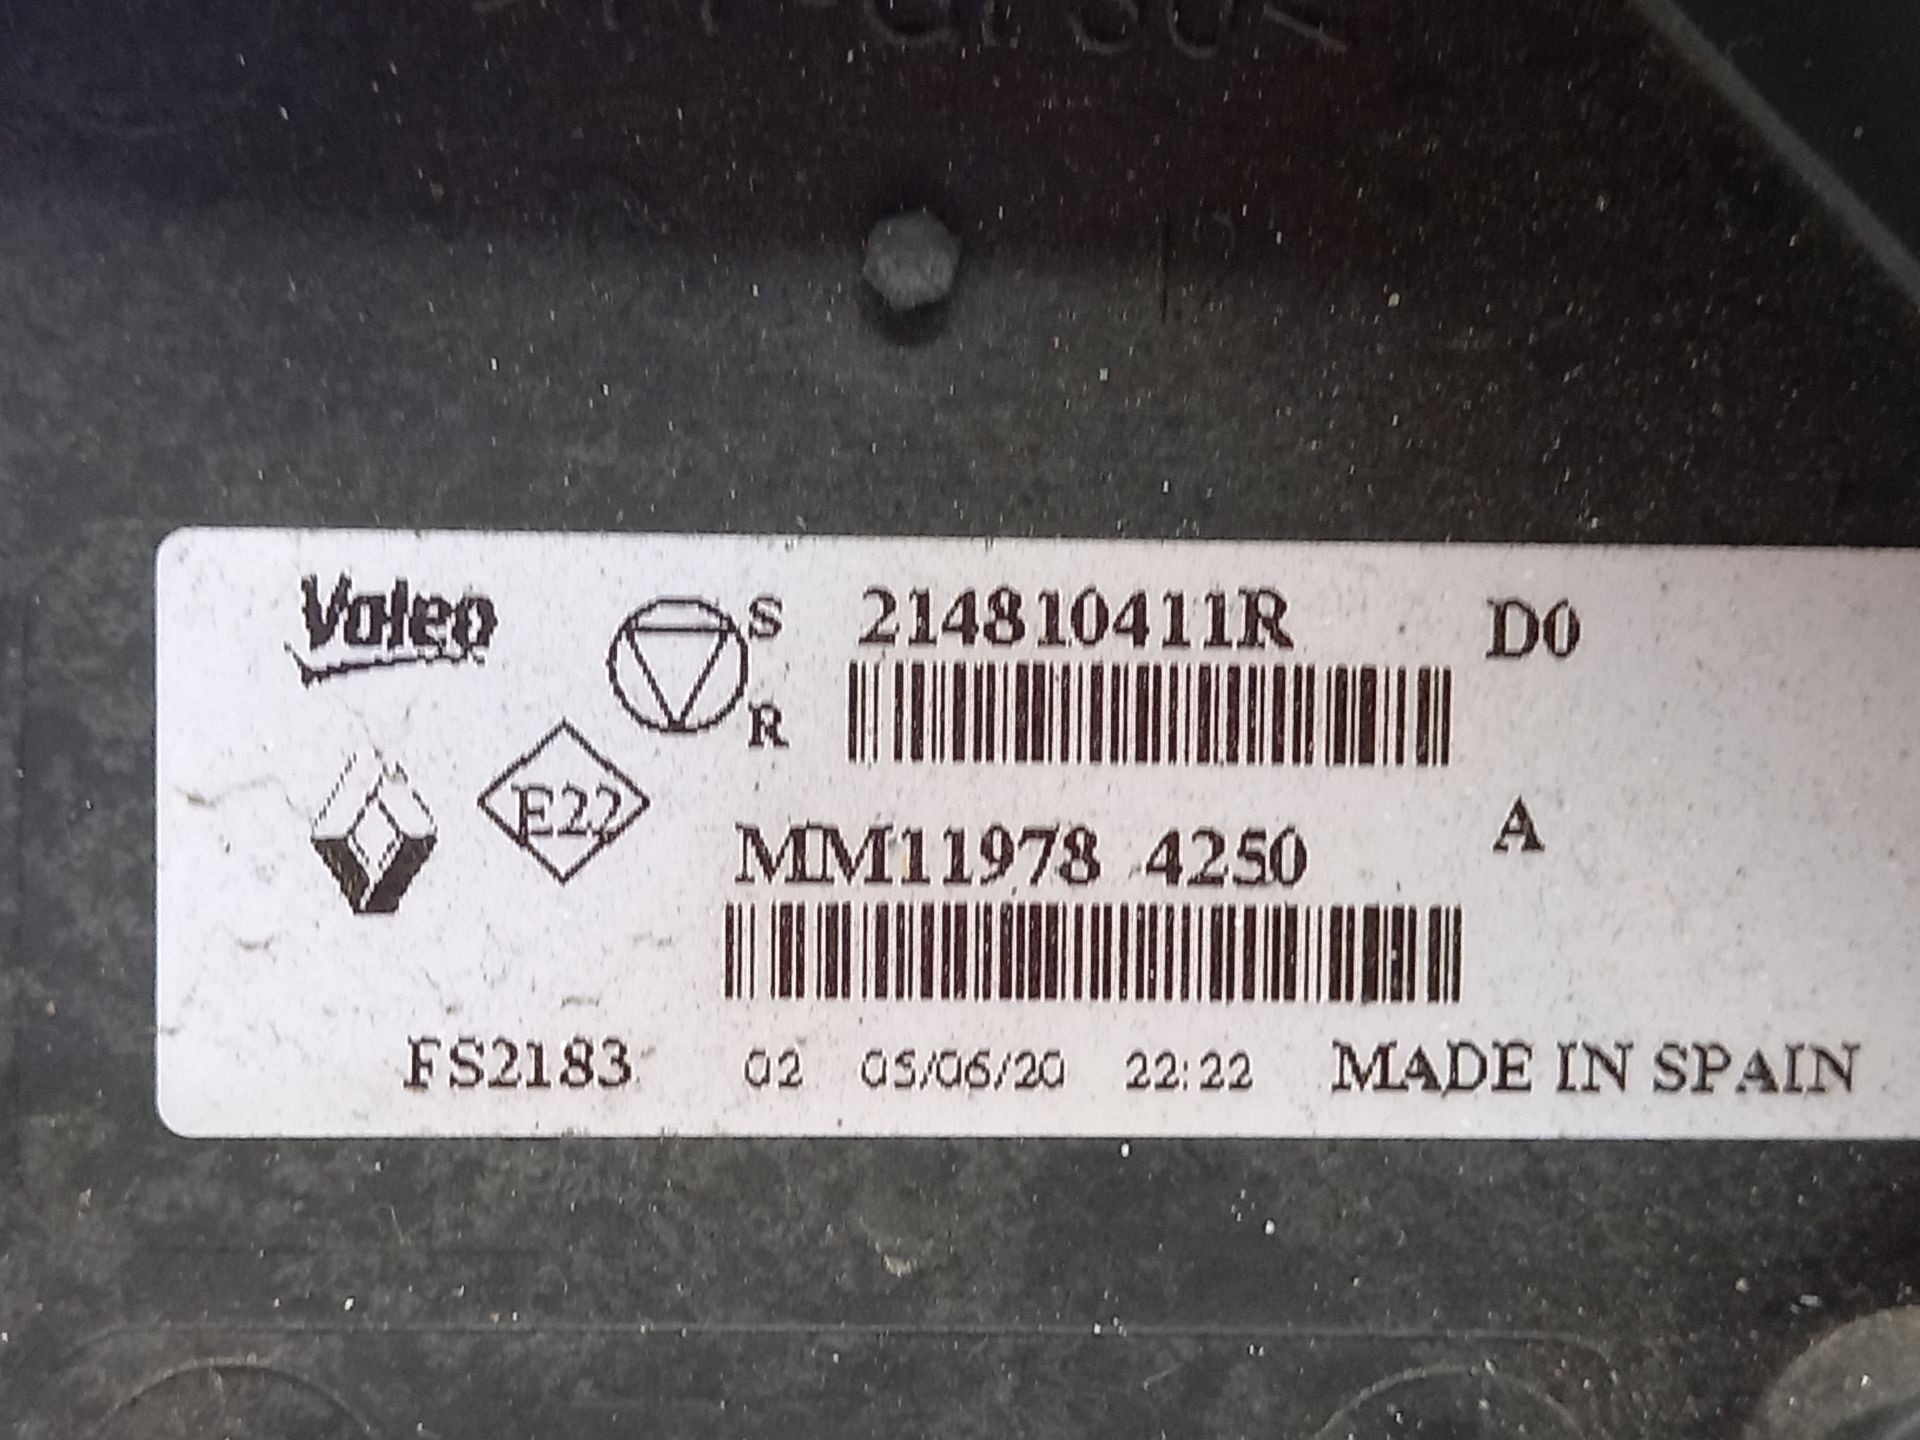 Valeo S 214810411R D0
R
E22
MM11978 4250 A
FS2183 02 05/06/20 22:22 MADE IN SPAIN